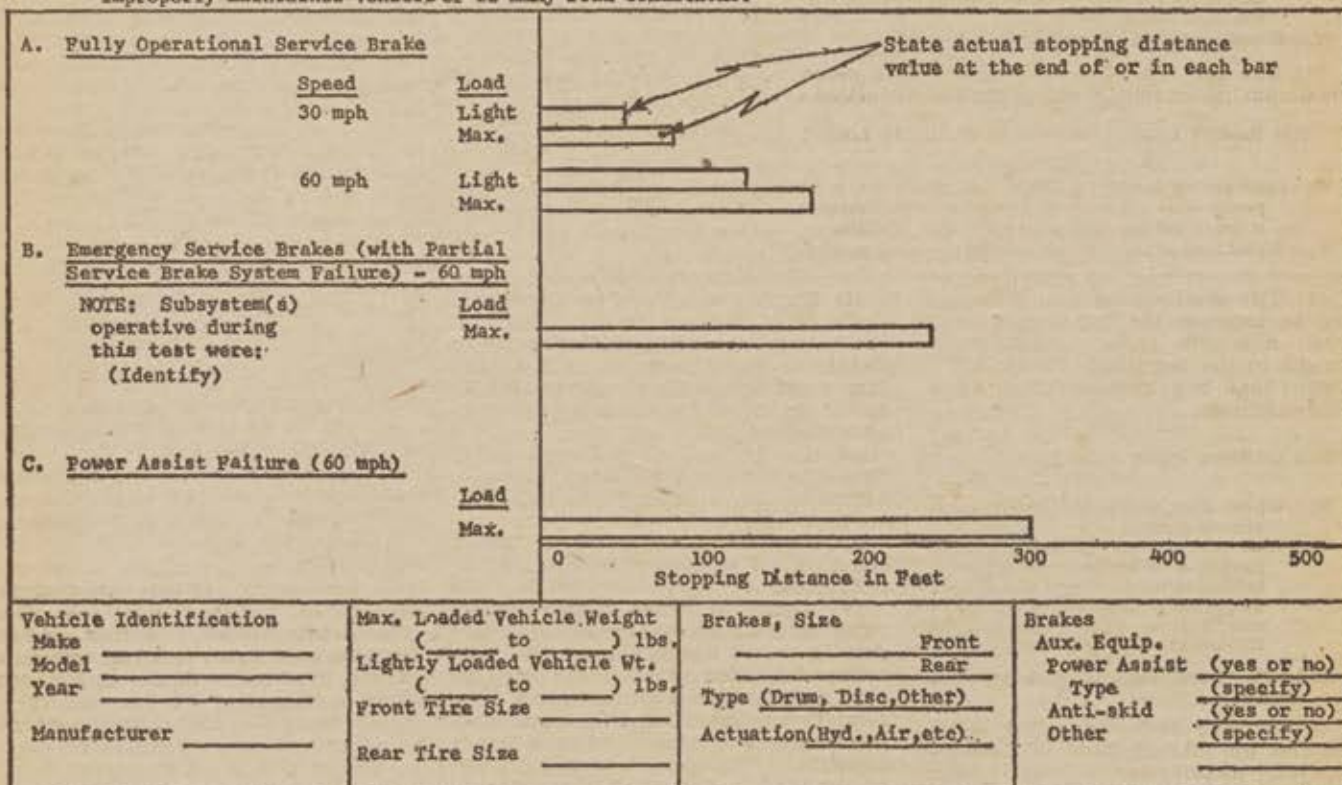 A. Fully Operational Service Brake
State actual stopping distance
value at the end of or in each bar
Speed Load
30 mph Light
Max.
60 mph Light
Max.
B. Emergency Service Brakes (with Partial
Service Brake System Failure) - 60 mph
NOTE: Subsystem(s)
operative during
this test were:
(Identify)
Load
Max.
C. Power Assist Failure (60 mph)
Load
Max.
0 100 200 300 400 500
Stopping Distance in Feet
Vehicle Identification
Make
Model
Year
Manufacturer
Max. Loaded Vehicle Weight
( to ) lbs.
Lightly Loaded Vehicle Wt.
( to ) lbs.
Front Tire Size
Rear Tire Size
Brakes, Size
Front
Rear
Type (Drum, Disc,Other)
Actuation(Hyd.,Air,etc)
Brakes
Aux. Equip.
Power Assist (yes or no)
Type (specify)
Anti-skid (yes or no)
Other (specify)